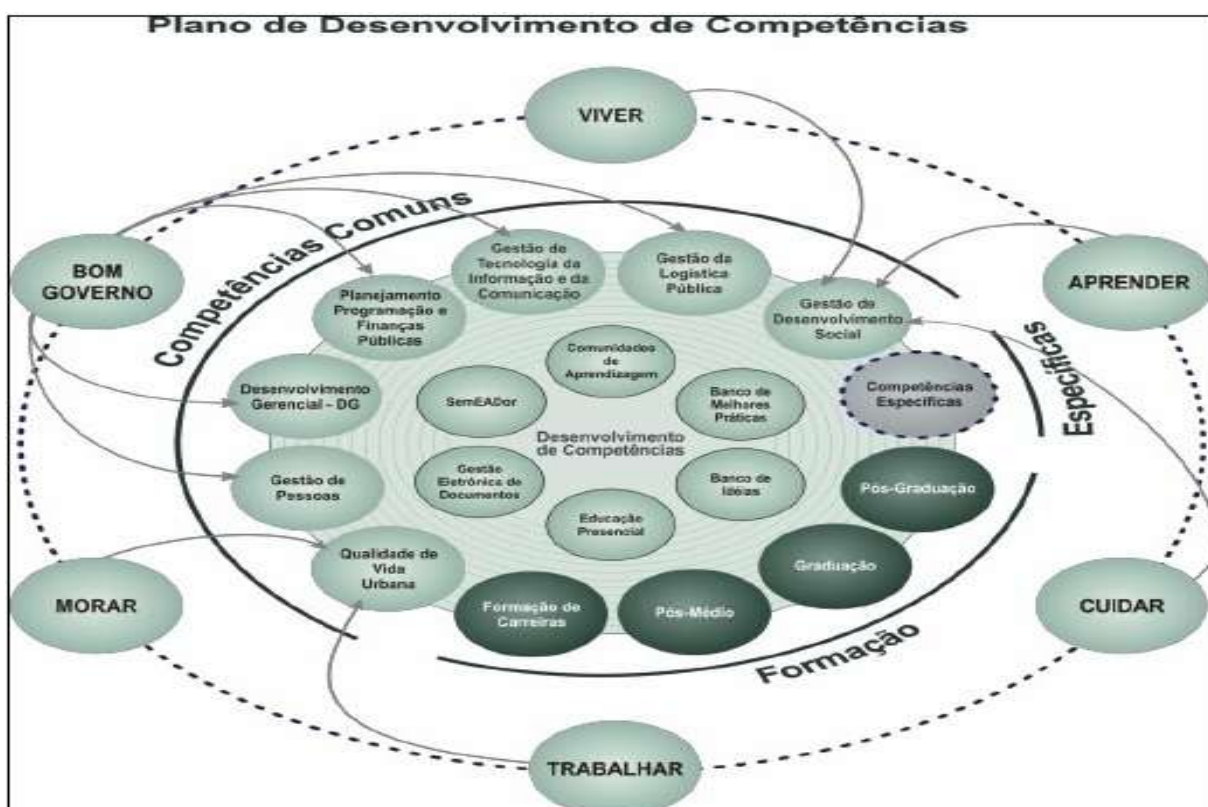 Plano de Desenvolvimento de Competências
VIVER
BOM
GOVERNO
APRENDER
Competências Comuns
Gestão de
Tecnologia da
Informação e da
Comunicação
Gestão da
Logística
Pública
Planejamento
Programação e
Finanças
Públicas
Gestão de
Desenvolvimento
Social
Específicas
Desenvolvimento
Gerencial - DG
Competências
Específicas
Comunidades
de
Aprendizagem
SemEADor
Banco de
Melhores
Práticas
Desenvolvimento
de Competências
Gestão
Eletrônica de
Documentos
Banco de
Idéias
Educação
Presencial
Gestão de
Pessoas
Pós-Graduação
Qualidade de
Vida
Urbana
Graduação
Formação de
Carreiras
Pós-Médio
Formação
MORAR
CUIDAR
TRABALHAR